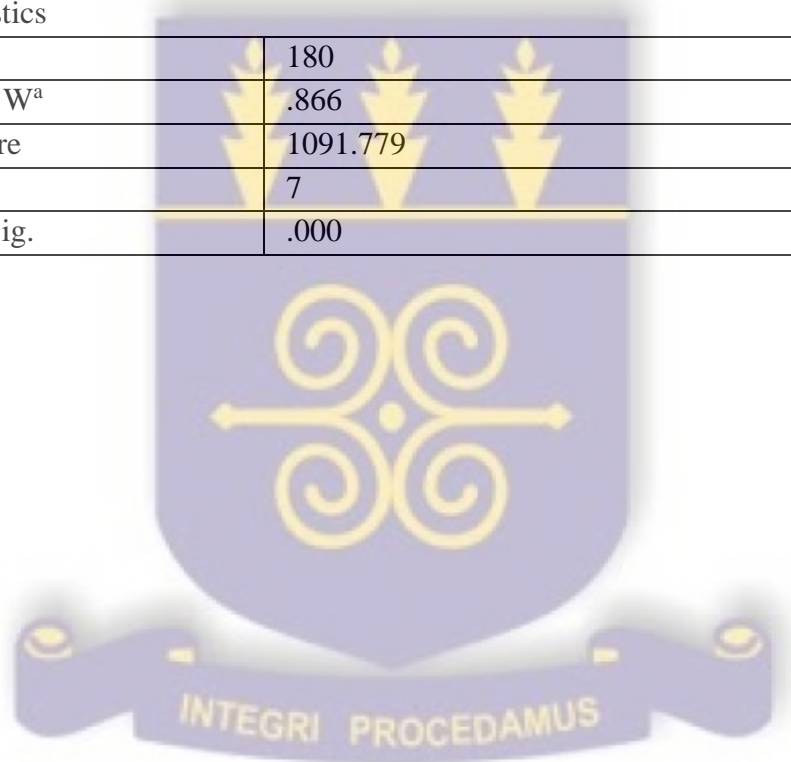 stics
180
Wᵃ .866
re 1091.779
7
ig. .000
INTEGRI PROCEDAMUS